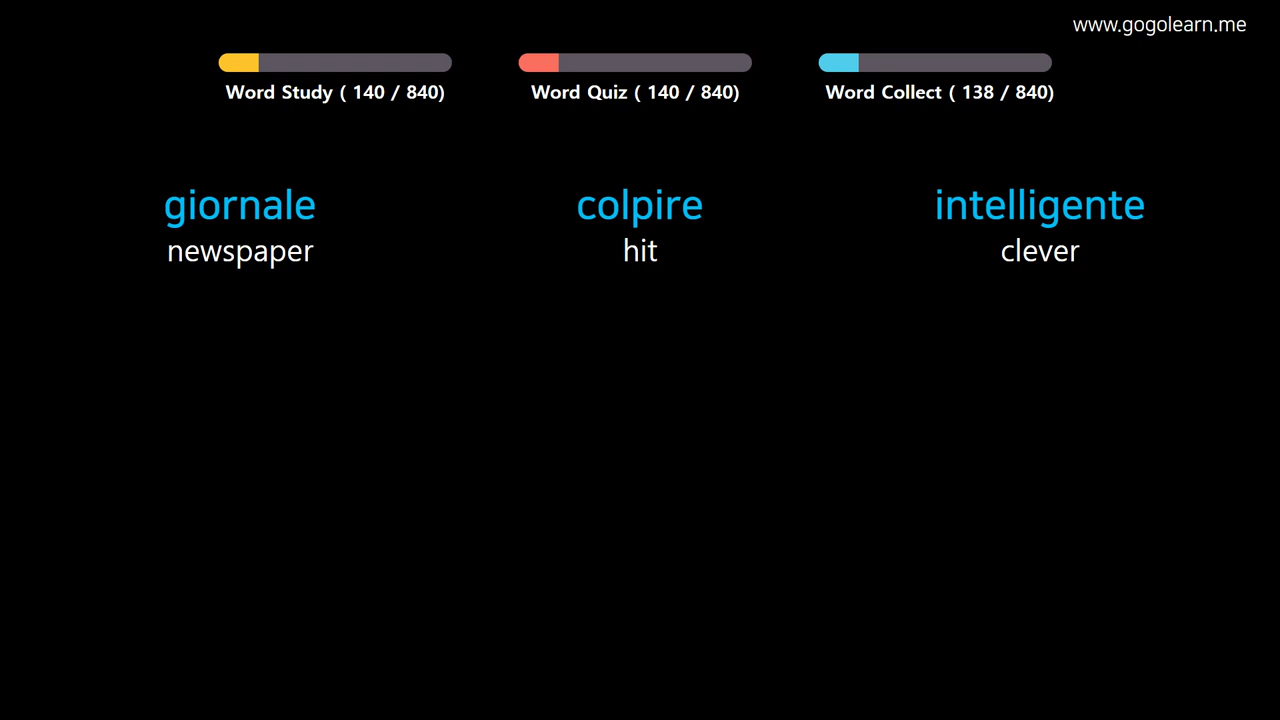 www.gogolearn.me
Word Study ( 140 / 840)
Word Quiz ( 140 / 840)
Word Collect ( 138 / 840)
giornale
newspaper
colpire
hit
intelligente
clever